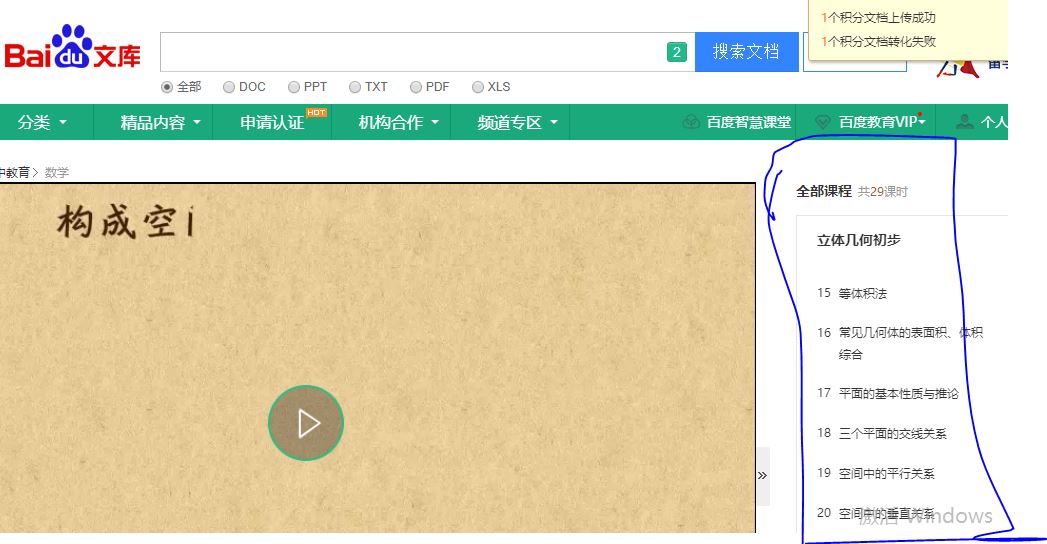 1个积分文档上传成功
1个积分文档转化失败
Bai du 文库
2
搜索文档
全部 DOC PPT TXT PDF XLS
分类 精品内容 申请认证 HOT 机构合作 频道专区 百度智慧课堂 百度教育VIP 个人
中教育 > 数学
全部课程 共29课时
构成空
立体几何初步
15 等体积法
16 常见几何体的表面积、体积
综合
17 平面的基本性质与推论
18 三个平面的交线关系
19 空间中的平行关系
»
20 空间中的垂直关系
激活 Windows